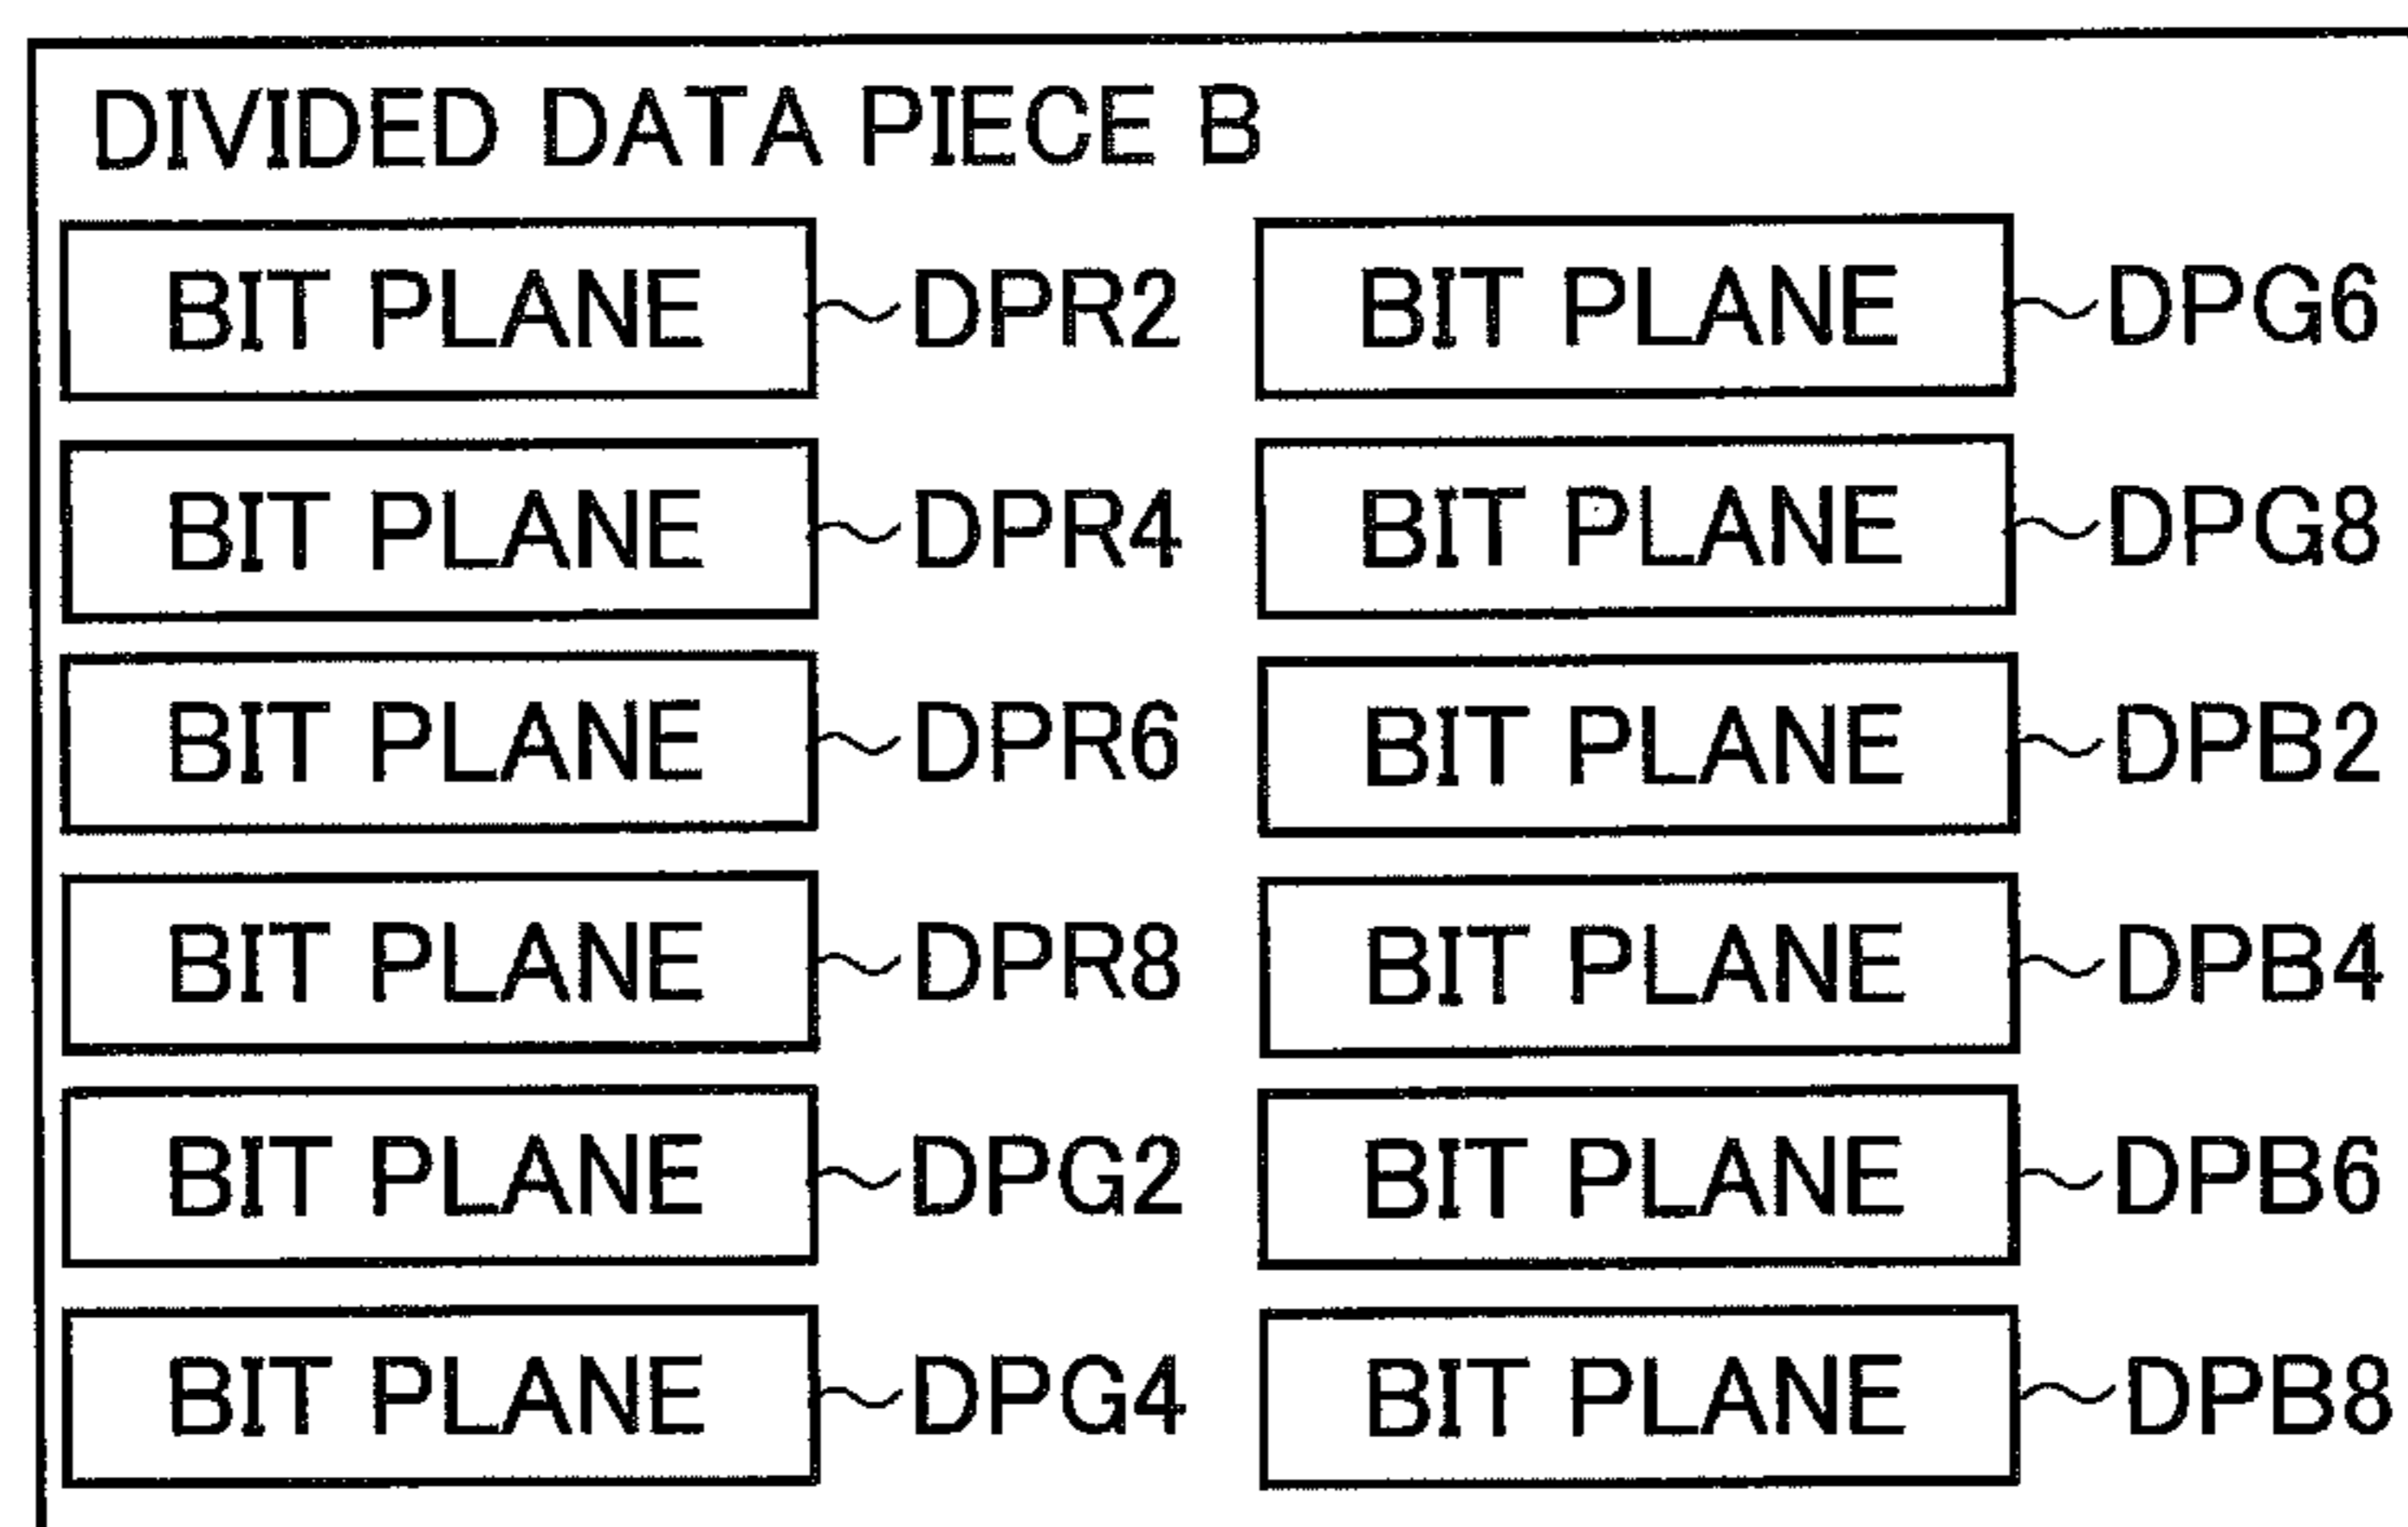 DIVIDED DATA PIECE B
BIT PLANE DPR2 BIT PLANE DPG6
BIT PLANE DPR4 BIT PLANE DPG8
BIT PLANE DPR6 BIT PLANE DPB2
BIT PLANE DPR8 BIT PLANE DPB4
BIT PLANE DPG2 BIT PLANE DPB6
BIT PLANE DPG4 BIT PLANE DPB8